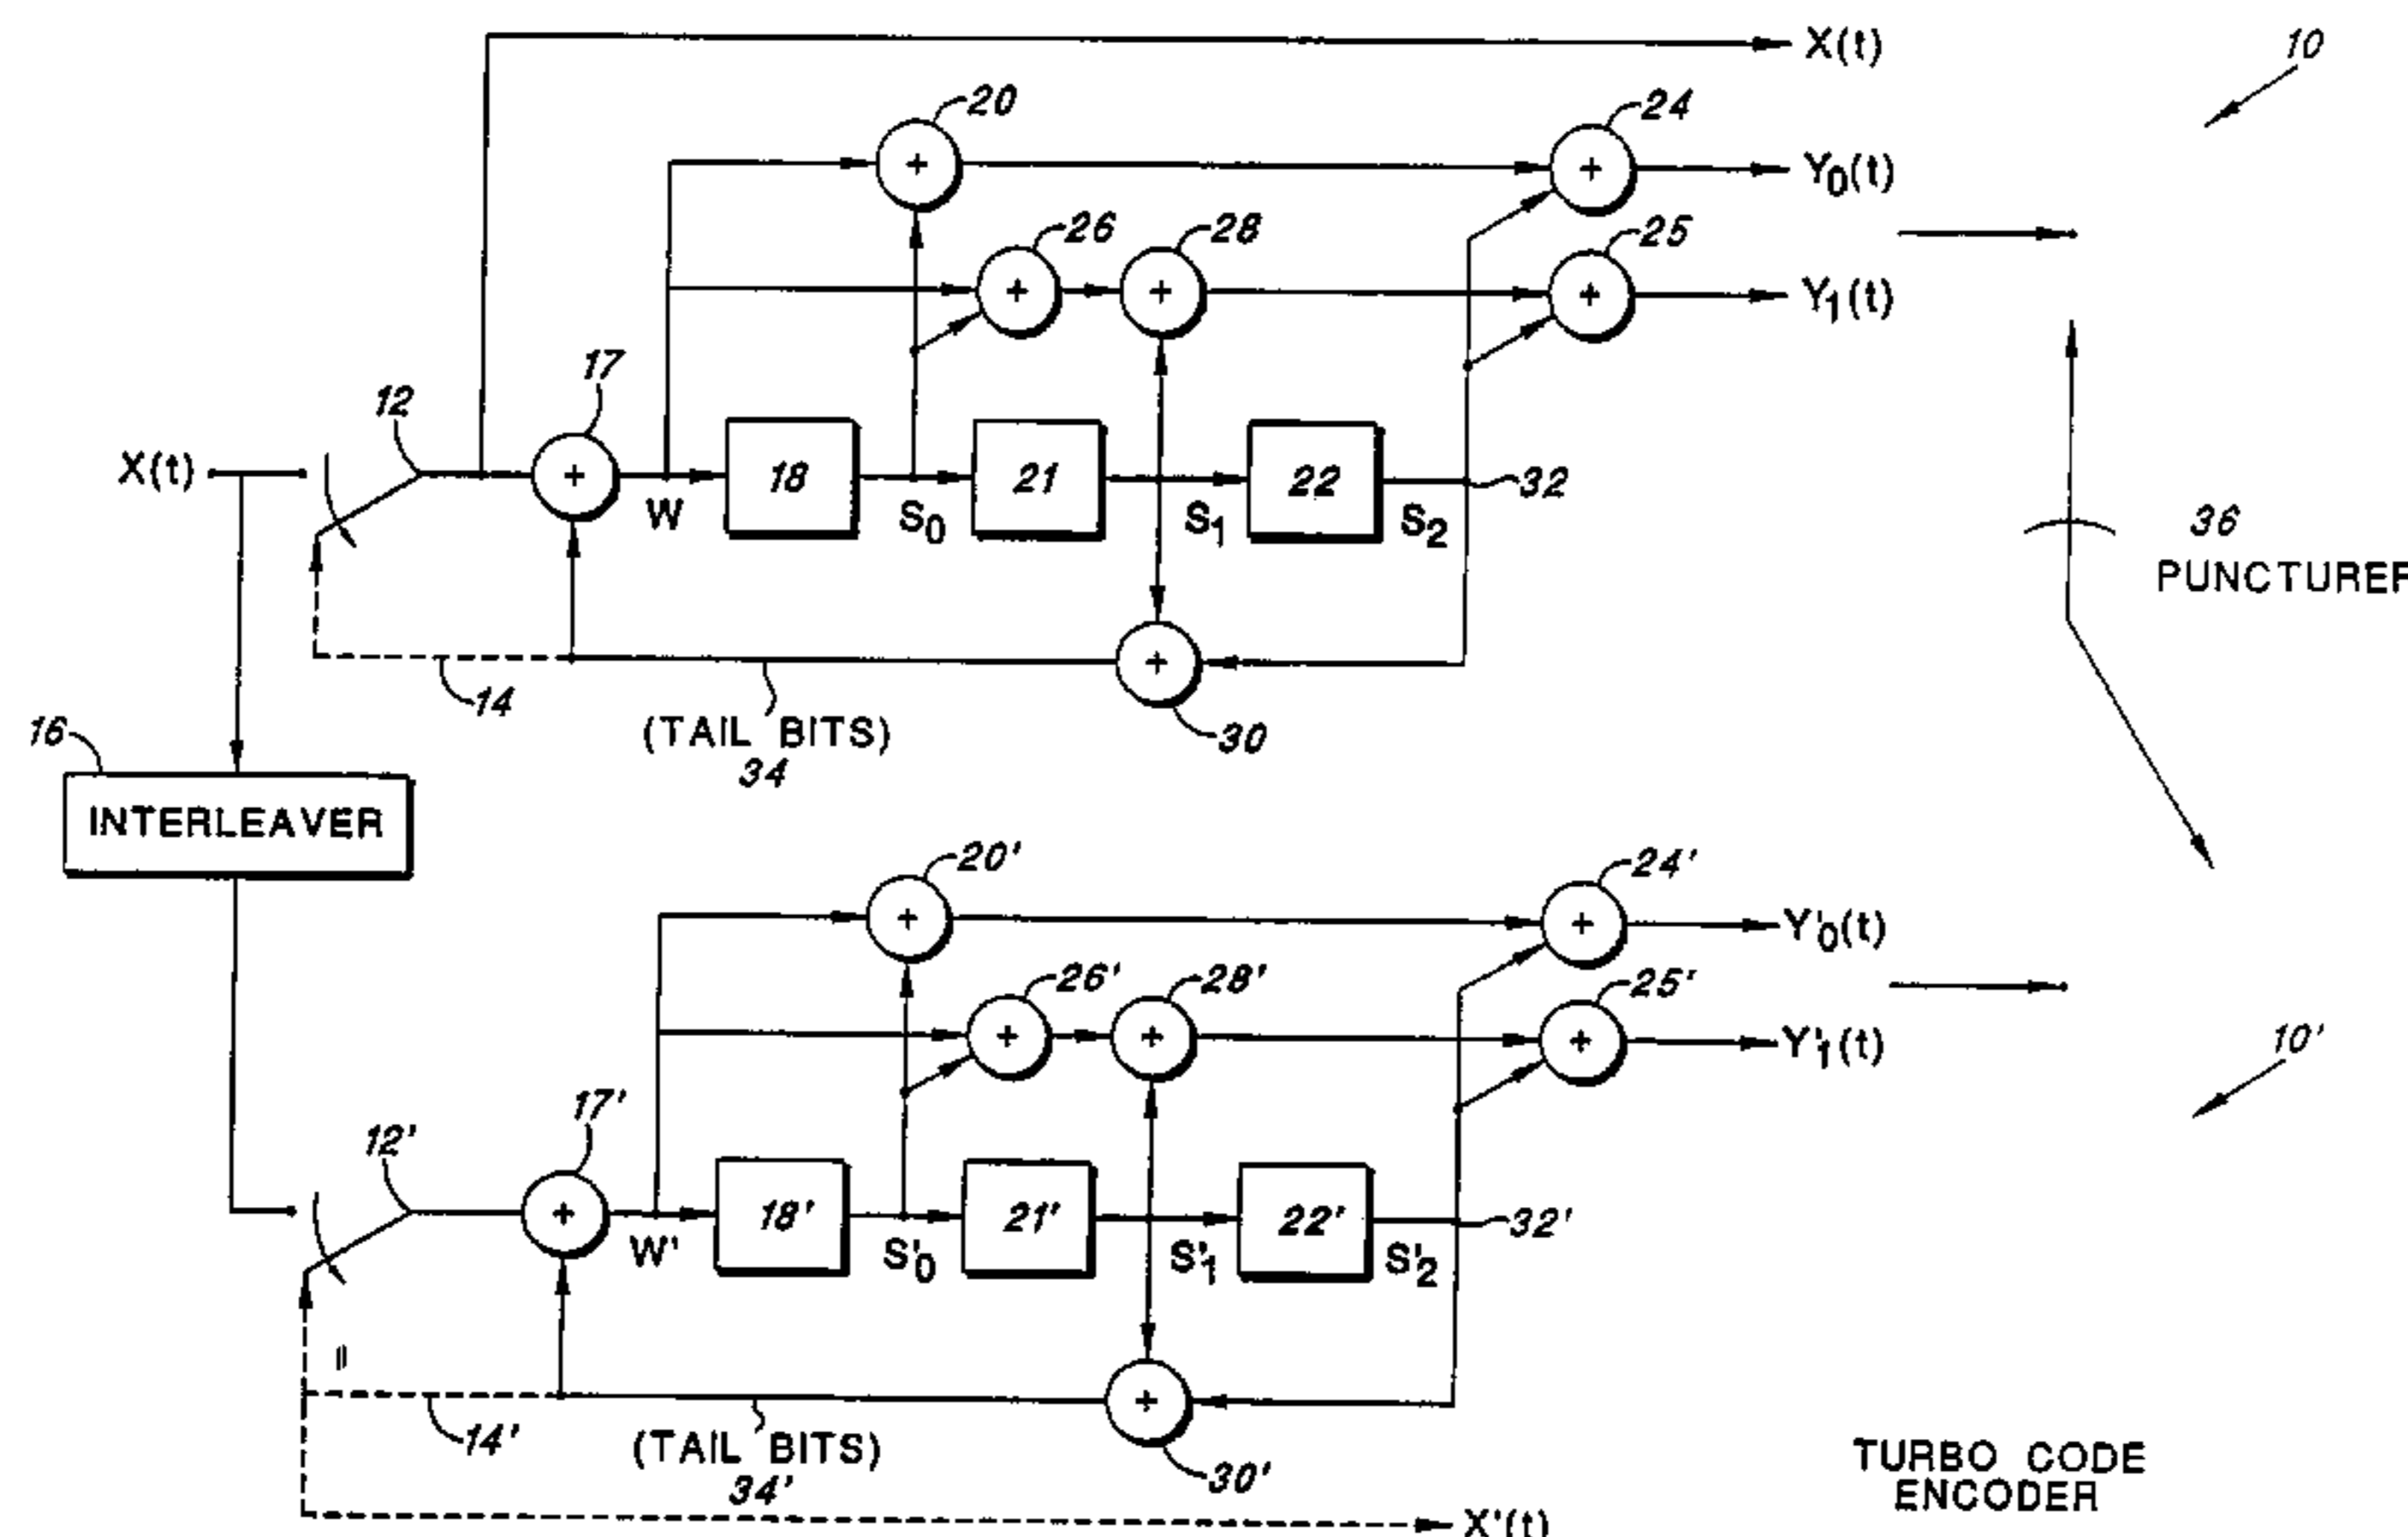 X(t)
10
20
24
Y0(t)
26
28
25
Y1(t)
17
12
X(t)
18
21
22
32
W
S0
S1
S2
36
PUNCTURER
14
(TAIL BITS)
34
30
16
INTERLEAVER
20'
24'
Y'0(t)
26'
28'
25'
Y'1(t)
10'
17'
12'
18'
21'
22'
32'
W'
S'0
S'1
S'2
14'
(TAIL BITS)
34'
30'
TURBO CODE
ENCODER
X'(t)